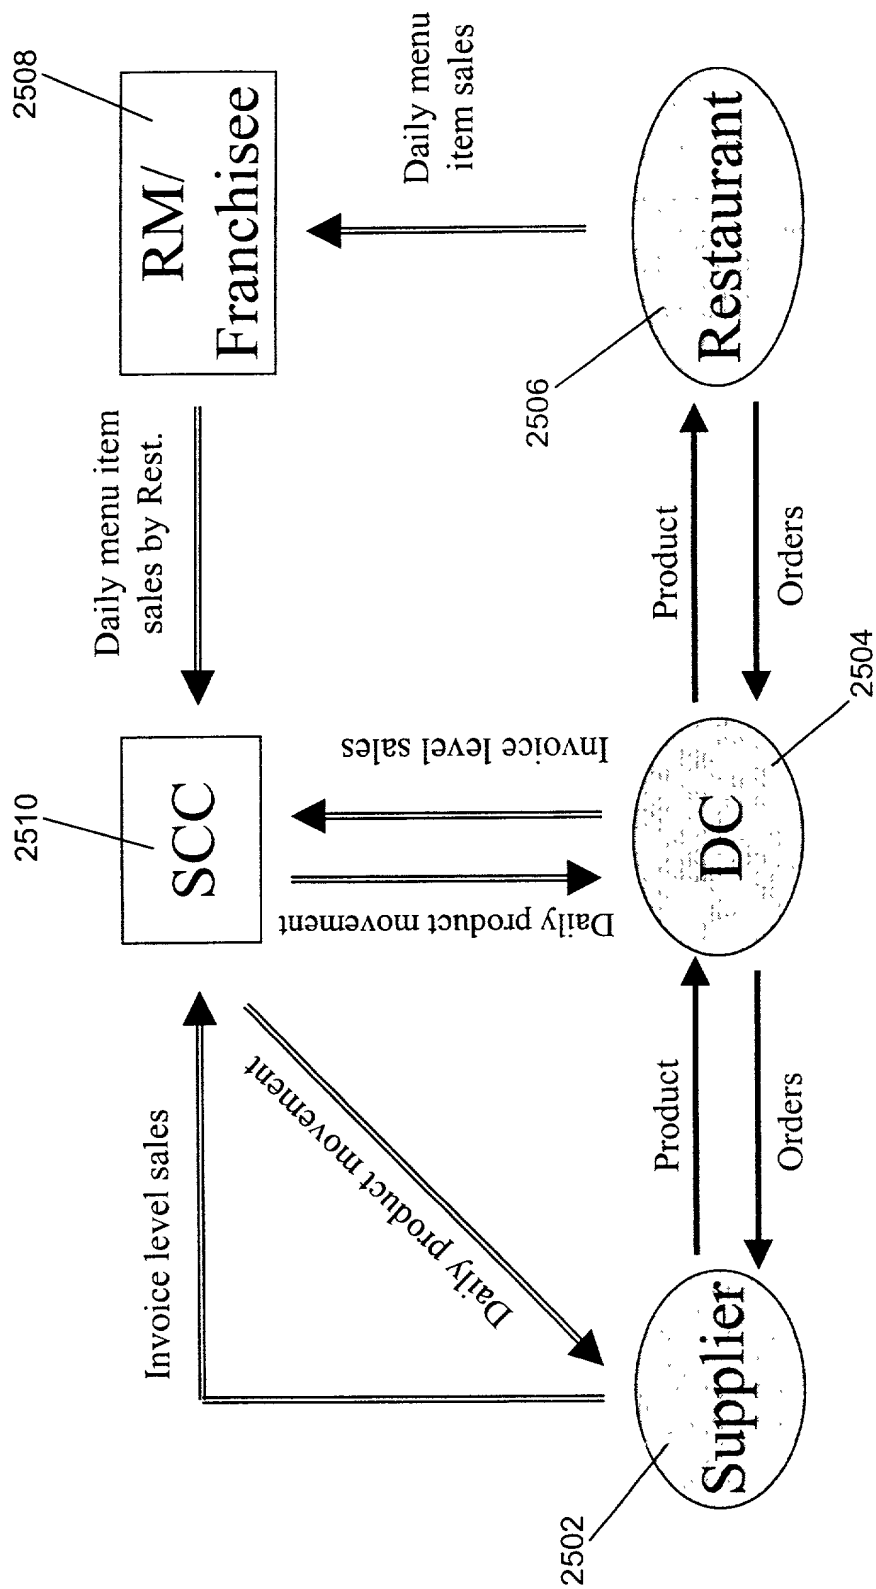 2510
2508
SCC
RM/
Franchisee
Daily menu item
sales by Rest.
Invoice level sales
Daily product movement
Daily product movement
Invoice level sales
Daily menu
item sales
2506
Product
Product
Supplier
DC
Restaurant
Orders
Orders
2502
2504